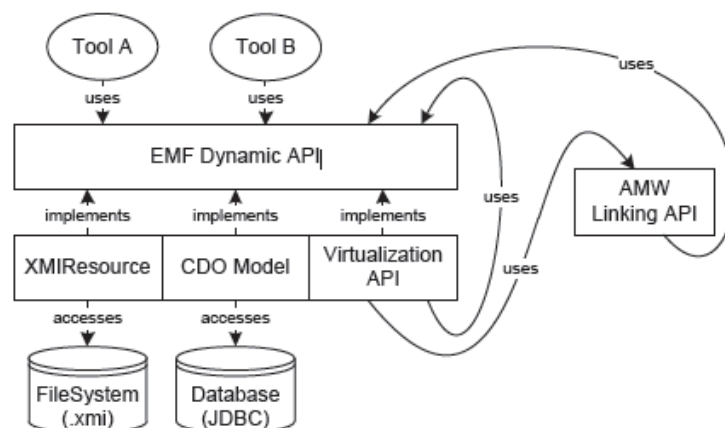 Tool A
Tool B
uses
uses
uses
EMF Dynamic API
uses
AMW
Linking API
implements
implements
implements
XMIResource
CDO Model
Virtualization
API
uses
accesses
accesses
FileSystem
(.xmi)
Database
(JDBC)